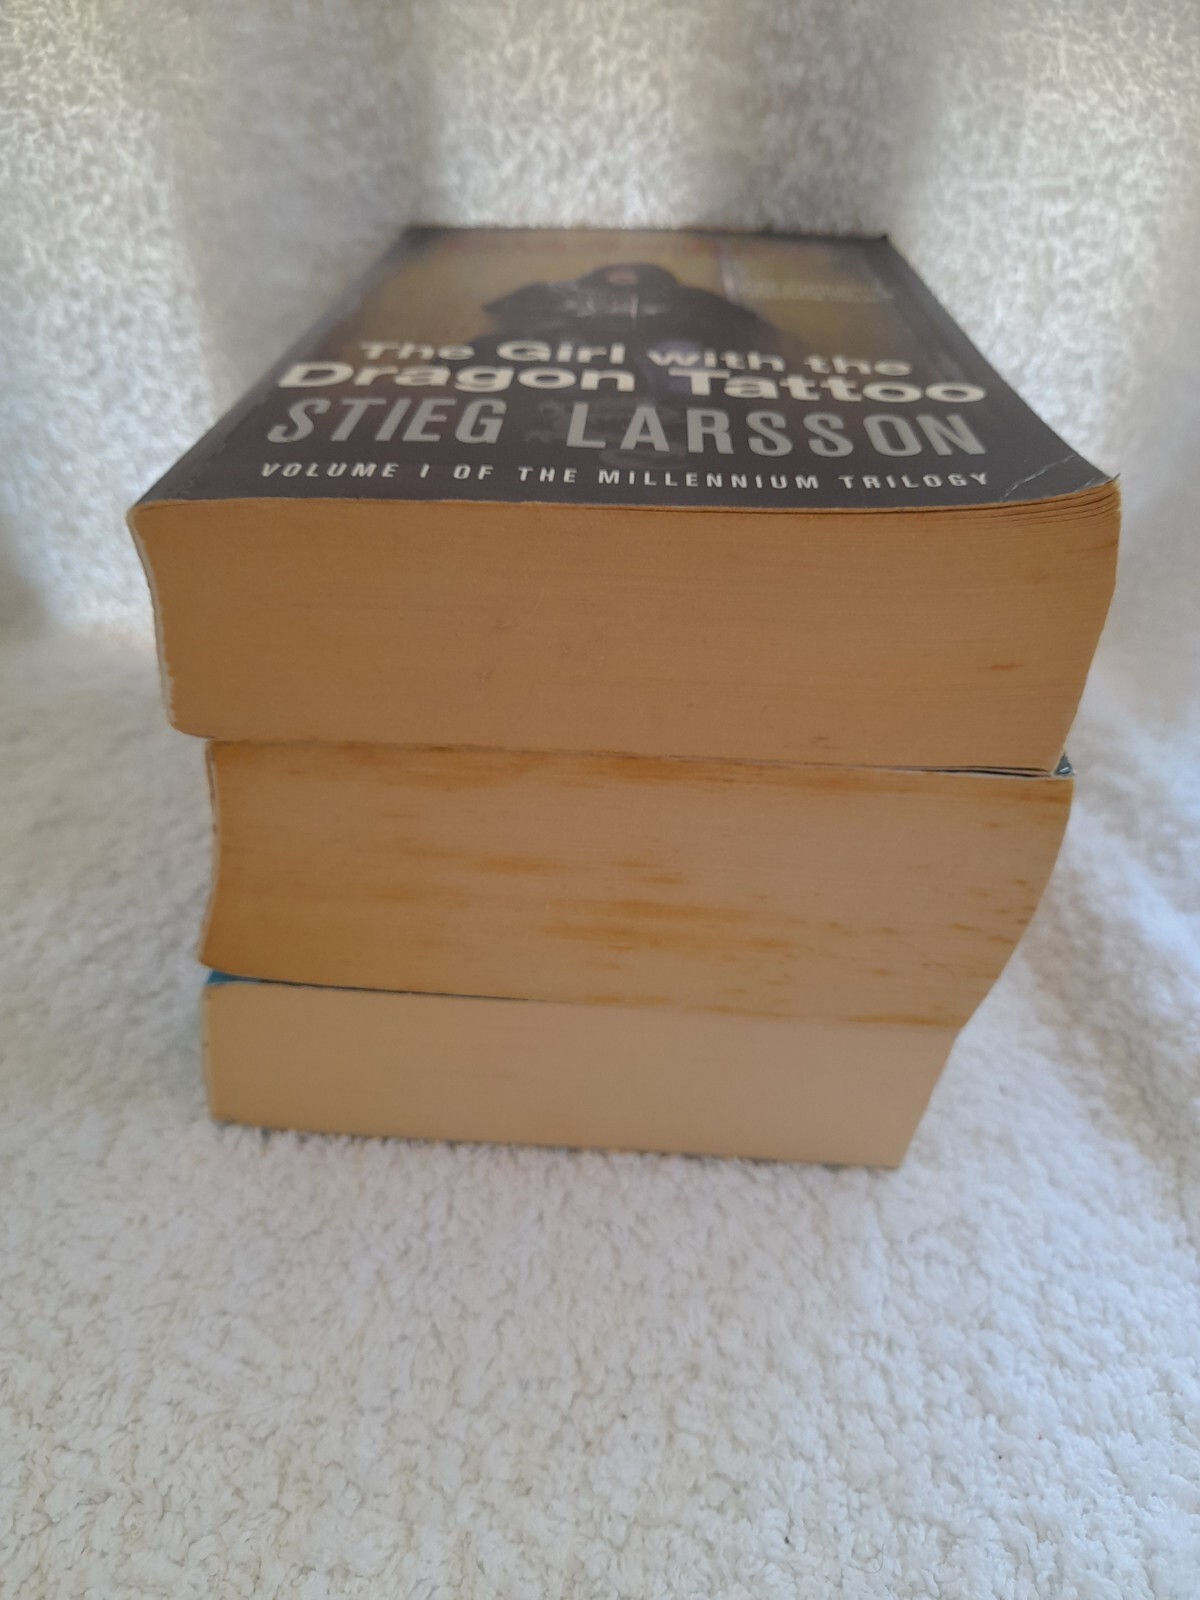 The Girl with the
Dragon Tattoo
STIEG LARSSON
VOLUME I OF THE MILLENNIUM TRILOGY